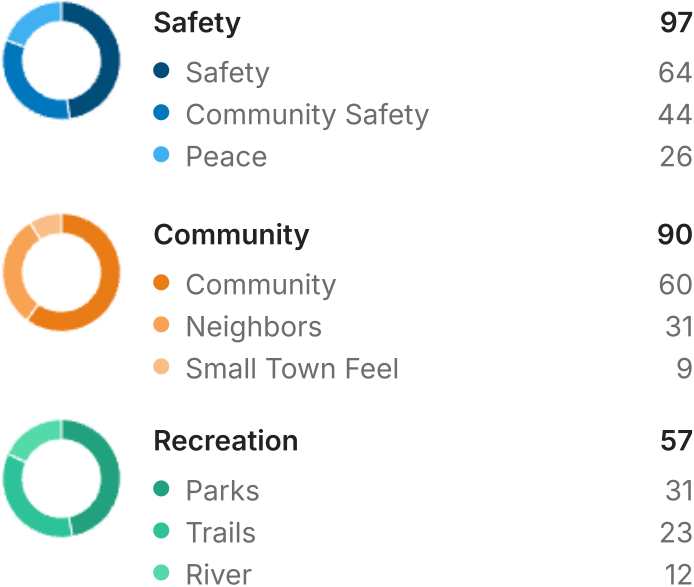 Safety 97
Safety 64
Community Safety 44
Peace 26
Community 90
Community 60
Neighbors 31
Small Town Feel 9
Recreation 57
Parks 31
Trails 23
River 12